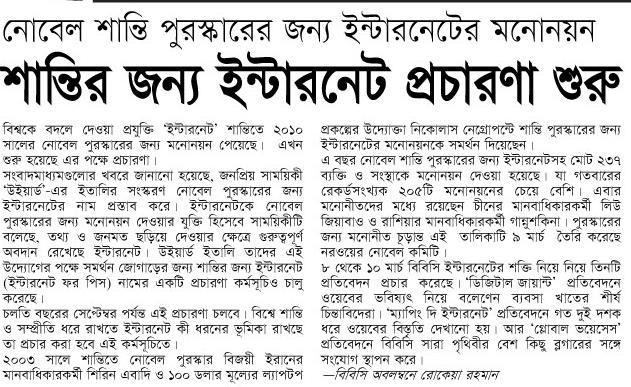 নোবেল শান্তি পুরস্কারের জন্য ইন্টারনেটের মনোনয়ন
শান্তির জন্য ইন্টারনেট প্রচারণা শুরু
বিশ্বকে বদলে দেওয়া প্রযুক্তি ‘ইন্টারনেট’ শান্তিতে ২০১০
সালের নোবেল পুরস্কারের জন্য মনোনয়ন পেয়েছে। এখন
শুরু হয়েছে এর পক্ষে প্রচারণা।
সংবাদমাধ্যমগুলোর খবরে জানানো হয়েছে, জনপ্রিয় সাময়িকী
‘উইয়ার্ড’-এর ইতালির সংস্করণ নোবেল পুরস্কারের জন্য
ইন্টারনেটের নাম প্রস্তাব করে। ইন্টারনেটকে নোবেল
পুরস্কারের জন্য মনোনয়ন দেওয়ার যুক্তি হিসেবে সাময়িকীটি
বলেছে, তথ্য ও জনমত ছড়িয়ে দেওয়ার ক্ষেত্রে গুরুত্বপূর্ণ
অবদান রেখেছে ইন্টারনেট। উইয়ার্ড ইতালি তাদের এই
উদ্যোগের পক্ষে সমর্থন জোগাড়ের জন্য শান্তির জন্য ইন্টারনেট
(ইন্টারনেট ফর পিস) নামের একটি প্রচারণা কর্মসূচিও চালু
করেছে।
চলতি বছরের সেপ্টেম্বর পর্যন্ত এই প্রচারণা চলবে। বিশ্বে শান্তি
ও সম্প্রীতি ধরে রাখতে ইন্টারনেট কী ধরনের ভূমিকা রাখছে
তা প্রচার করা হবে এই কর্মসূচিতে।
২০০৩ সালে শান্তিতে নোবেল পুরস্কার বিজয়ী ইরানের
মানবাধিকারকর্মী শিরিন এবাদি ও ১০০ ডলার মূল্যের ল্যাপটপ
প্রকল্পের উদ্যোক্তা নিকোলাস নেগ্রোপন্টে শান্তি পুরস্কারের জন্য
ইন্টারনেটের মনোনয়নকে সমর্থন দিয়েছেন।
এ বছর নোবেল শান্তি পুরস্কারের জন্য ইন্টারনেটসহ মোট ২৩৭
ব্যক্তি ও সংস্থাকে মনোনয়ন দেওয়া হয়েছে। যা গতবারের
রেকর্ডসংখ্যক ২০৫টি মনোনয়নের চেয়ে বেশি। এবার
মনোনীতদের মধ্যে রয়েছেন চীনের মানবাধিকারকর্মী লিউ
জিয়াবাও ও রাশিয়ার মানবাধিকারকর্মী গান্নুশকিনা। পুরস্কারের
জন্য মনোনীত চূড়ান্ত এই তালিকাটি ৯ মার্চ তৈরি করেছে
নরওয়ের নোবেল কমিটি।
৮ থেকে ১০ মার্চ বিবিসি ইন্টারনেটের শক্তি নিয়ে নিয়ে তিনটি
প্রতিবেদন প্রচার করেছে। ‘ডিজিটাল জায়ান্ট’ প্রতিবেদনে
ওয়েবের ভবিষ্যৎ নিয়ে বলেণেন ব্যবসা খাতের শীর্ষ
চিন্তাবিদেরা। ‘ম্যাপিং দি ইন্টারনেট’ প্রতিবেদনে গত দুই দশক
ধরে ওয়েবের বিস্তৃতি দেখানো হয়। আর ‘গ্লোবাল ভয়েসেস’
প্রতিবেদনে বিবিসি সারা পৃথিবীর বেশ কিছু ব্লগারের সঙ্গে
সংযোগ স্থাপন করে।
—বিবিসি অবলম্বনে রোকেয়া রহমান